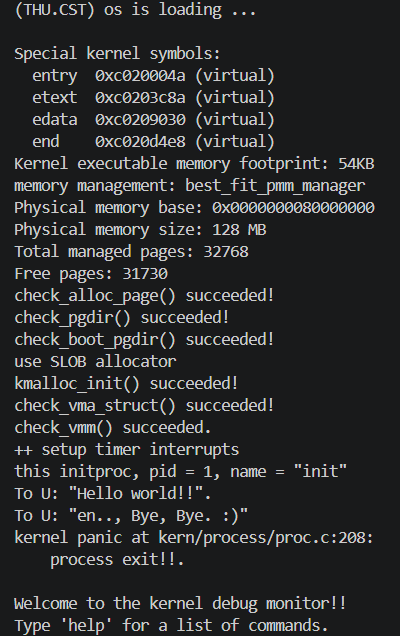 (THU.CST) os is loading ...
Special kernel symbols:
entry 0xc020004a (virtual)
etext 0xc0203c8a (virtual)
edata 0xc0209030 (virtual)
end 0xc020d4e8 (virtual)
Kernel executable memory footprint: 54KB
memory management: best_fit_pmm_manager
Physical memory base: 0x0000000080000000
Physical memory size: 128 MB
Total managed pages: 32768
Free pages: 31730
check_alloc_page() succeeded!
check_pgdir() succeeded!
check_boot_pgdir() succeeded!
use SLOB allocator
kmalloc_init() succeeded!
check_vma_struct() succeeded!
check_vmm() succeeded.
++ setup timer interrupts
this initproc, pid = 1, name = "init"
To U: "Hello world!!".
To U: "en.., Bye, Bye. :)"
kernel panic at kern/process/proc.c:208:
process exit!!.
Welcome to the kernel debug monitor!!
Type 'help' for a list of commands.